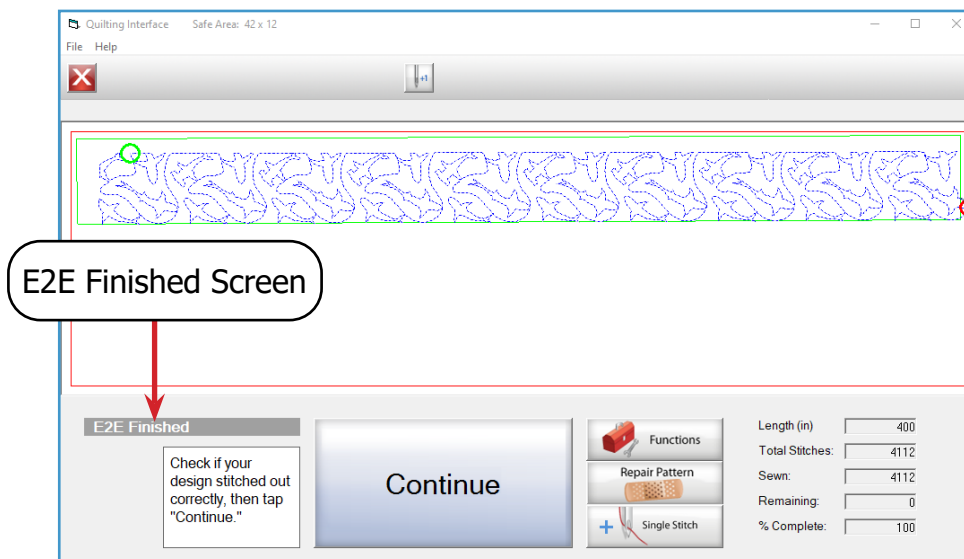 Quilting Interface Safe Area: 42 x 12
File Help
+1
E2E Finished Screen
E2E Finished
Check if your
design stitched out
correctly, then tap
"Continue."
Continue
Functions
Repair Pattern
Single Stitch
Length (in) 400
Total Stitches: 4112
Sewn: 4112
Remaining: 0
% Complete: 100